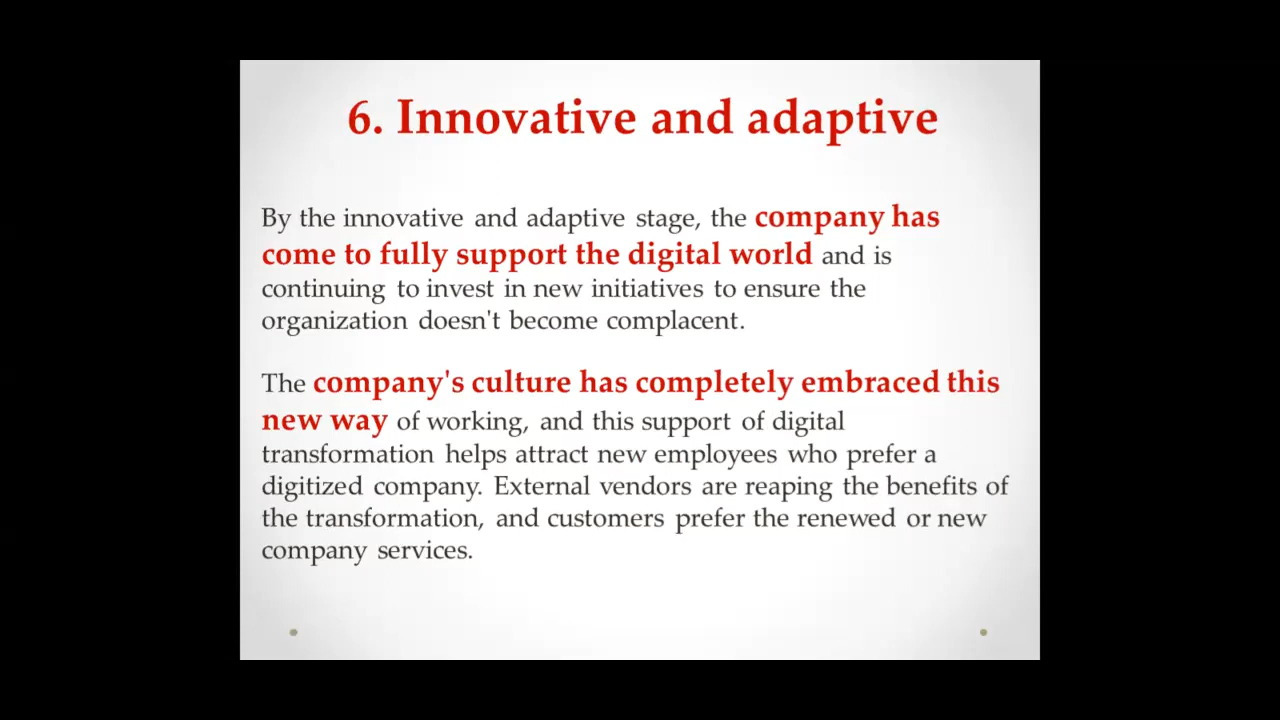 6. Innovative and adaptive
By the innovative and adaptive stage, the company has
come to fully support the digital world and is
continuing to invest in new initiatives to ensure the
organization doesn't become complacent.
The company's culture has completely embraced this
new way of working, and this support of digital
transformation helps attract new employees who prefer a
digitized company. External vendors are reaping the benefits of
the transformation, and customers prefer the renewed or new
company services.